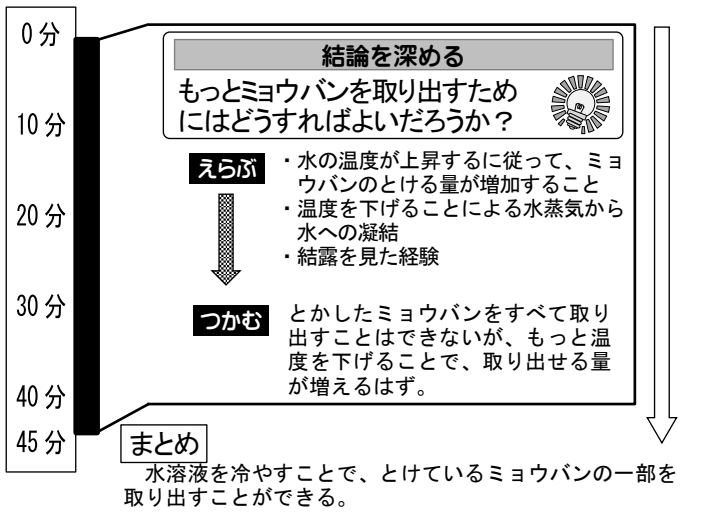 0分
10分
20分
30分
40分
45分
結論を深める
もっとミョウバンを取り出すため
にはどうすればよいだろうか？
えらぶ
・水の温度が上昇するに従って、ミョ
ウバンのとける量が増加すること
・温度を下げることによる水蒸気から
水への凝結
・結露を見た経験
つかむ
とかしたミョウバンをすべて取り
出すことはできないが、もっと温
度を下げることで、取り出せる量
が増えるはず。
まとめ
水溶液を冷やすことで、とけているミョウバンの一部を
取り出すことができる。